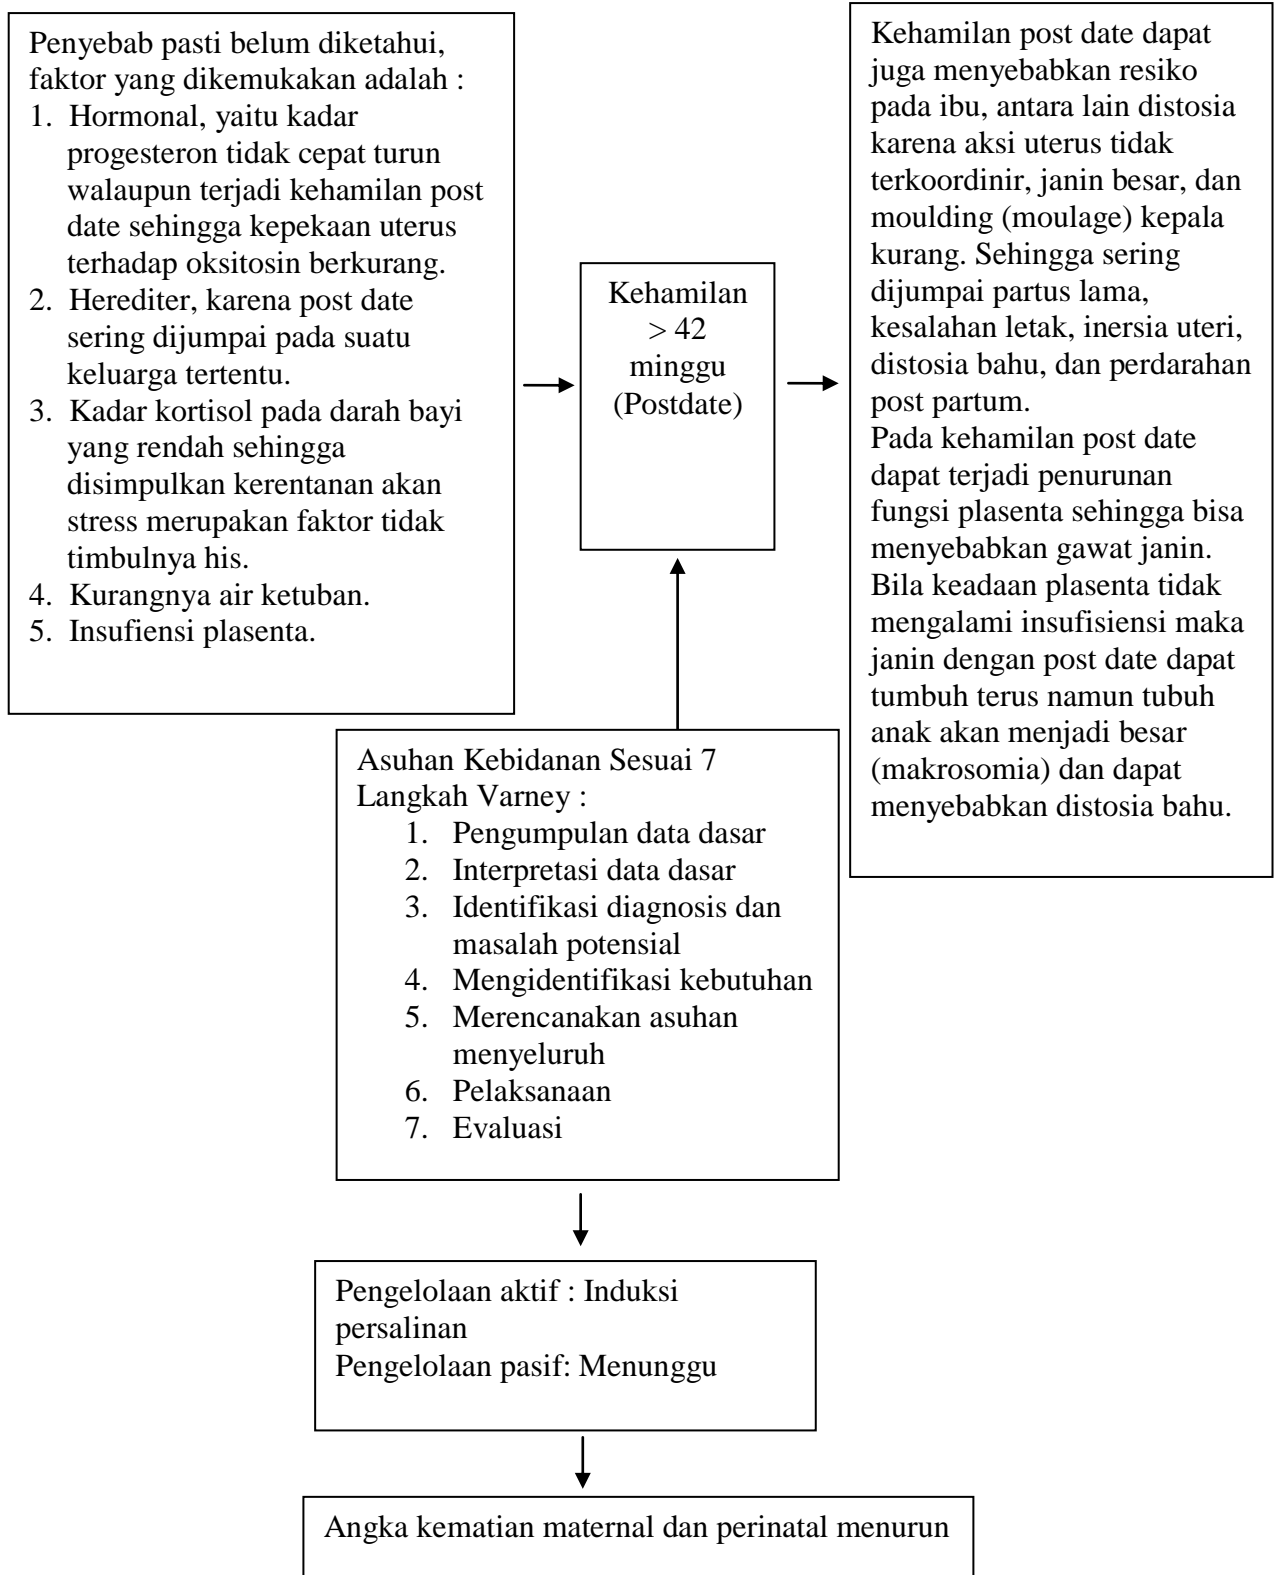 Penyebab pasti belum diketahui,
faktor yang dikemukakan adalah :
1. Hormonal, yaitu kadar
progesteron tidak cepat turun
walaupun terjadi kehamilan post
date sehingga kepekaan uterus
terhadap oksitosin berkurang.
2. Herediter, karena post date
sering dijumpai pada suatu
keluarga tertentu.
3. Kadar kortisol pada darah bayi
yang rendah sehingga
disimpulkan kerentanan akan
stress merupakan faktor tidak
timbulnya his.
4. Kurangnya air ketuban.
5. Insufiensi plasenta.
Kehamilan
> 42
minggu
(Postdate)
Kehamilan post date dapat
juga menyebabkan resiko
pada ibu, antara lain distosia
karena aksi uterus tidak
terkoordinir, janin besar, dan
moulding (moulage) kepala
kurang. Sehingga sering
dijumpai partus lama,
kesalahan letak, inersia uteri,
distosia bahu, dan perdarahan
post partum.
Pada kehamilan post date
dapat terjadi penurunan
fungsi plasenta sehingga bisa
menyebabkan gawat janin.
Bila keadaan plasenta tidak
mengalami insufisiensi maka
janin dengan post date dapat
tumbuh terus namun tubuh
anak akan menjadi besar
(makrosomia) dan dapat
menyebabkan distosia bahu.
Asuhan Kebidanan Sesuai 7
Langkah Varney :
1. Pengumpulan data dasar
2. Interpretasi data dasar
3. Identifikasi diagnosis dan
masalah potensial
4. Mengidentifikasi kebutuhan
5. Merencanakan asuhan
menyeluruh
6. Pelaksanaan
7. Evaluasi
Pengelolaan aktif : Induksi
persalinan
Pengelolaan pasif: Menunggu
Angka kematian maternal dan perinatal menurun